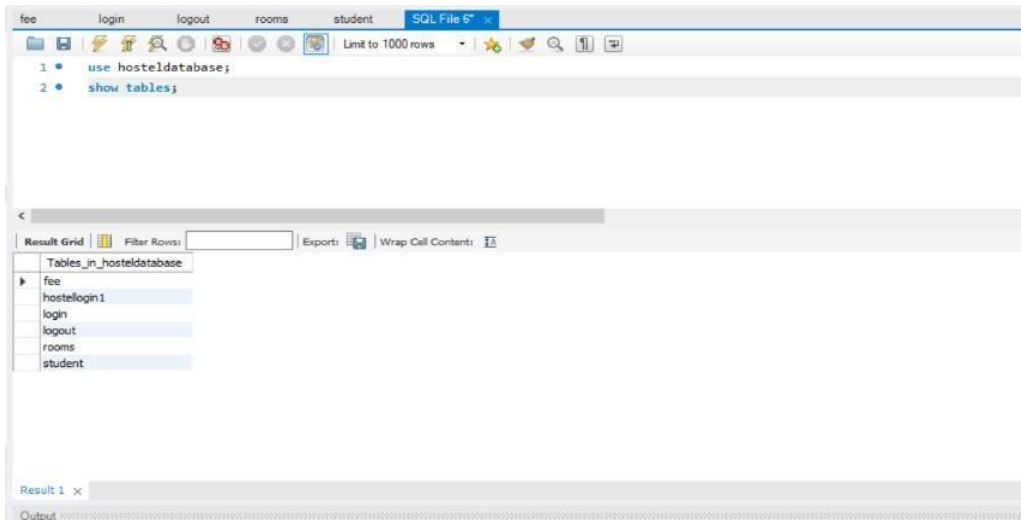 fee login logout rooms student SQL File 6* ×
Limit to 1000 rows
1 use hosteldatabase;
2 show tables;
Result Grid Filter Rows: Export: Wrap Cell Content: IA
Tables_in_hosteldatabase
fee
hostellogin1
login
logout
rooms
student
Result 1 ×
Output